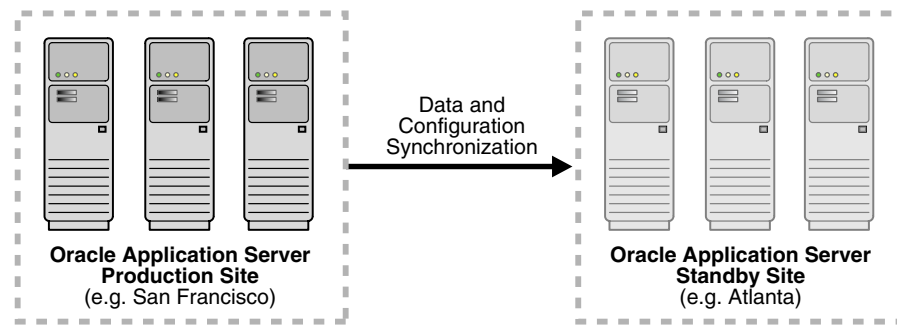 Data and
Configuration
Synchronization
Oracle Application Server
Production Site
(e.g. San Francisco)
Oracle Application Server
Standby Site
(e.g. Atlanta)